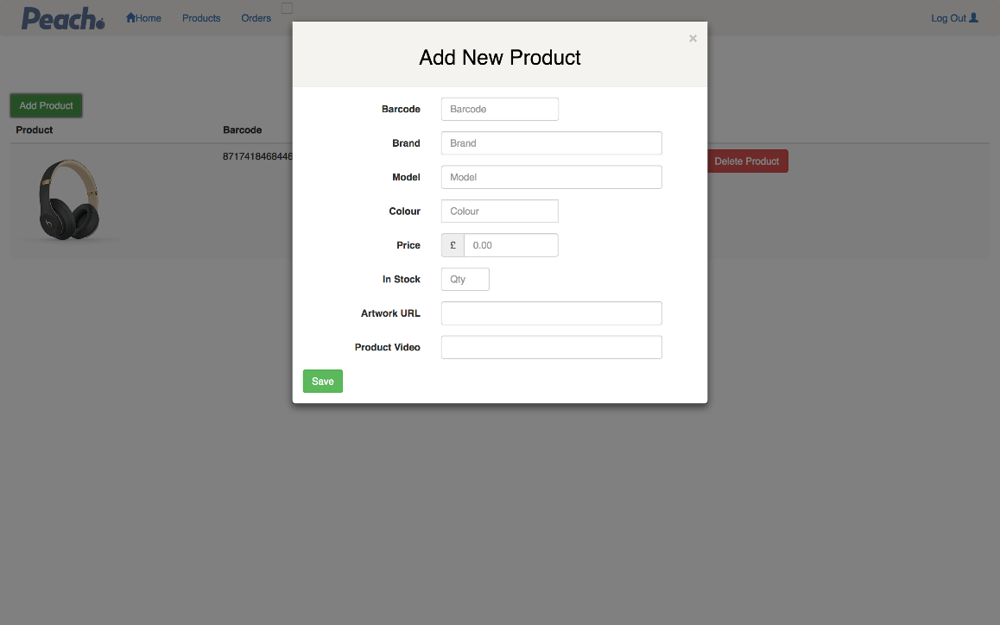 Peach.
Home Products Orders Log Out
×
Add New Product
Add Product
Product Barcode
871741846844
Delete Product
Barcode Barcode
Brand Brand
Model Model
Colour Colour
Price £ 0.00
In Stock Qty
Artwork URL
Product Video
Save